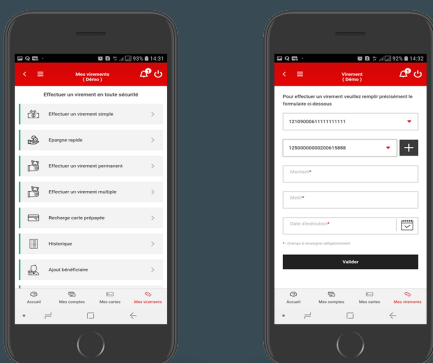 93% 14:31
Mes virements
( Démo )
Effectuer un virement en toute sécurité
Effectuer un virement simple
Epargne rapide
Effectuer un virement permanent
Effectuer un virement multiple
Recharge carte prépayée
Historique
Ajout bénéficiaire
Accueil
Mes comptes
Mes cartes
Mes virements
92% 14:32
Virement
( Démo )
Pour effectuer un virement veuillez remplir précisément le
formulaire ci-dessous
Montant*
Motif*
Date d'exécution*
Valider
Accueil
Mes comptes
Mes cartes
Mes virements